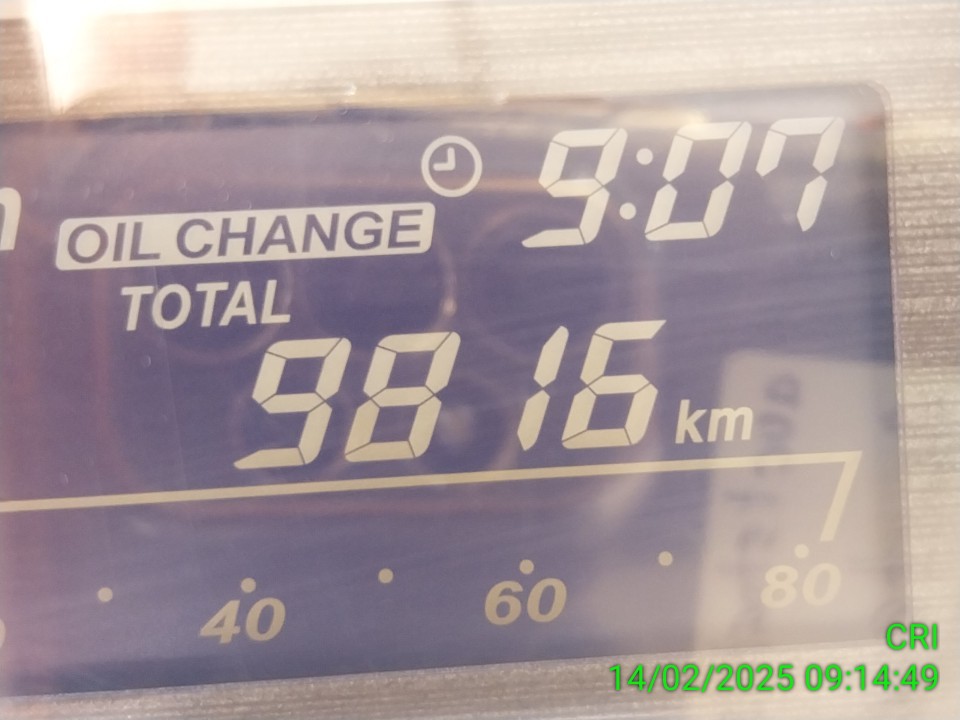 9:07
OIL CHANGE
TOTAL
9816 km
40 60 80
CRI
14/02/2025 09:14:49